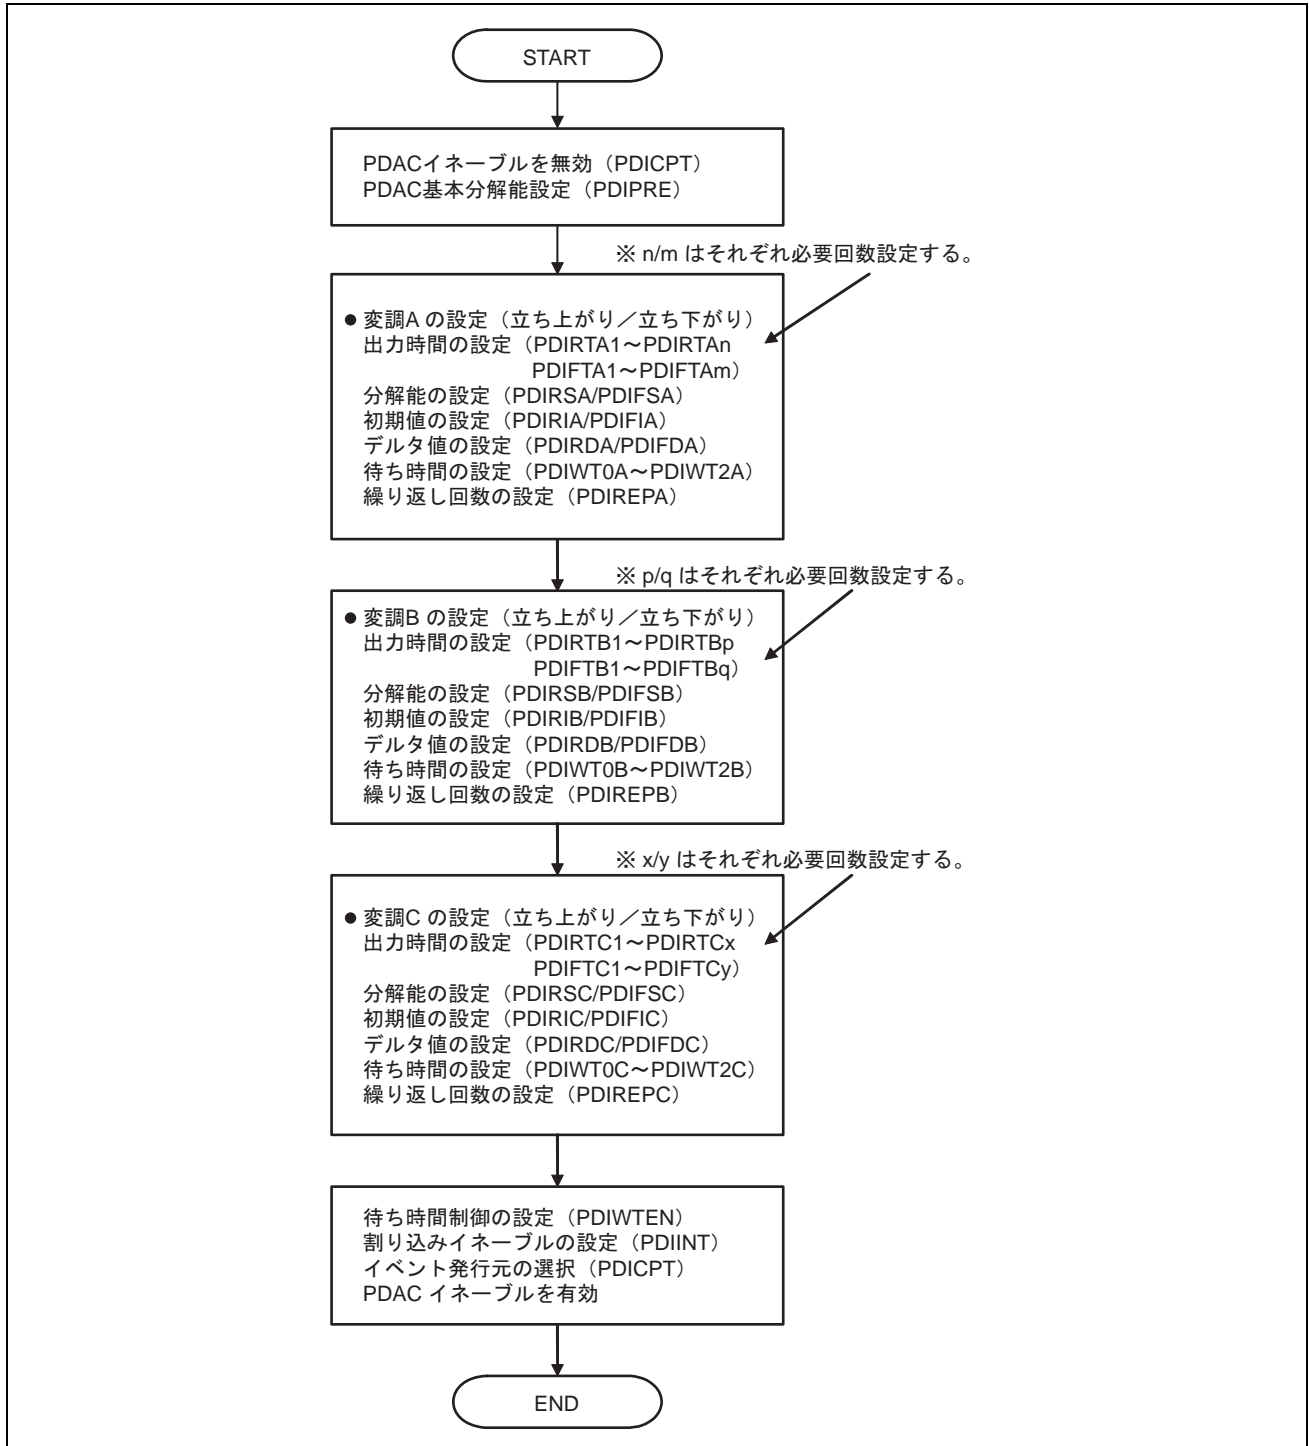 START
PDACイネーブルを無効（PDICPT）
PDAC基本分解能設定（PDIPRE）
※ n/m はそれぞれ必要回数設定する。
● 変調A の設定（立ち上がり／立ち下がり）
出力時間の設定（PDIRTA1～PDIRTAn
PDIFTA1～PDIFTAm）
分解能の設定（PDIRSA/PDIFSA）
初期値の設定（PDIRIA/PDIFIA）
デルタ値の設定（PDIRDA/PDIFDA）
待ち時間の設定（PDIWT0A～PDIWT2A）
繰り返し回数の設定（PDIREPA）
※ p/q はそれぞれ必要回数設定する。
● 変調B の設定（立ち上がり／立ち下がり）
出力時間の設定（PDIRTB1～PDIRTBp
PDIFTB1～PDIFTBq）
分解能の設定（PDIRSB/PDIFSB）
初期値の設定（PDIRIB/PDIFIB）
デルタ値の設定（PDIRDB/PDIFDB）
待ち時間の設定（PDIWT0B～PDIWT2B）
繰り返し回数の設定（PDIREPB）
※ x/y はそれぞれ必要回数設定する。
● 変調C の設定（立ち上がり／立ち下がり）
出力時間の設定（PDIRTC1～PDIRTCx
PDIFTC1～PDIFTCy）
分解能の設定（PDIRSC/PDIFSC）
初期値の設定（PDIRIC/PDIFIC）
デルタ値の設定（PDIRDC/PDIFDC）
待ち時間の設定（PDIWT0C～PDIWT2C）
繰り返し回数の設定（PDIREPC）
待ち時間制御の設定（PDIWTEN）
割り込みイネーブルの設定（PDIINT）
イベント発行元の選択（PDICPT）
PDAC イネーブルを有効
END